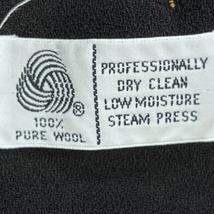 ®
100%
PURE WOOL
PROFESSIONALLY
DRY CLEAN
LOW MOISTURE
STEAM PRESS